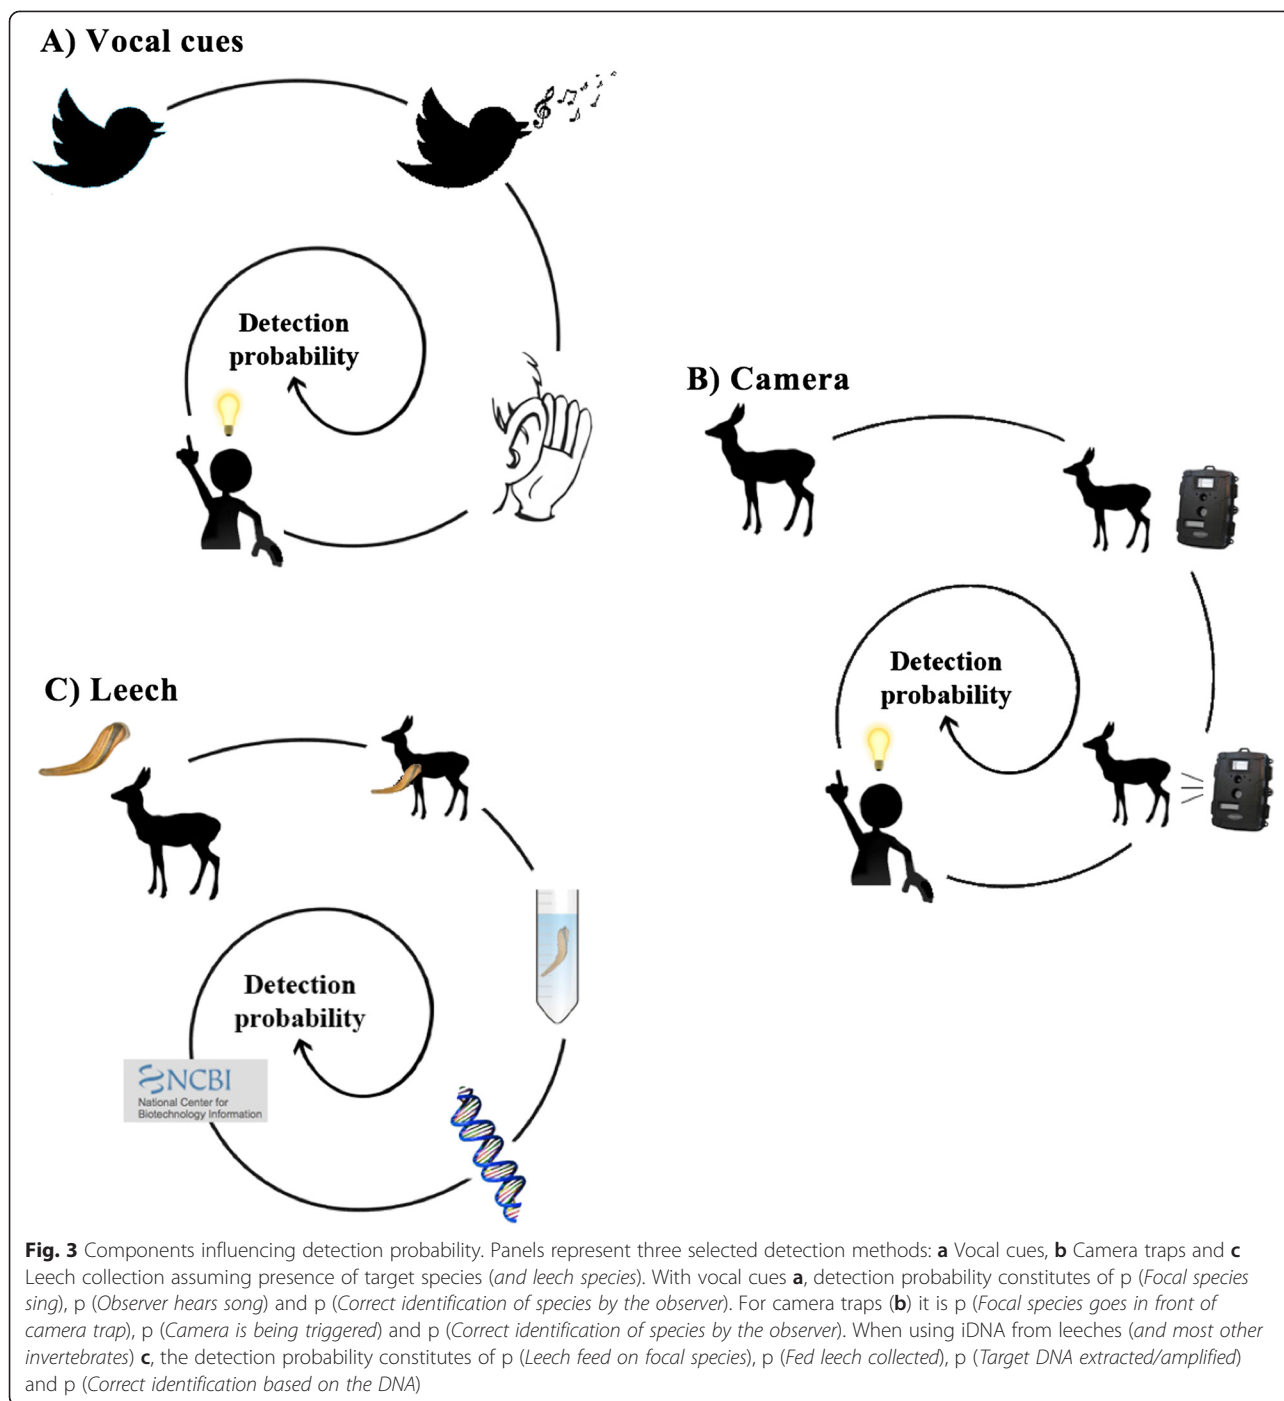 A) Vocal cues
Detection
probability
B) Camera
Detection
probability
C) Leech
Detection
probability
NCBI
National Center for
Biotechnology Information
Fig. 3 Components influencing detection probability. Panels represent three selected detection methods: a Vocal cues, b Camera traps and c
Leech collection assuming presence of target species (and leech species). With vocal cues a, detection probability constitutes of p (Focal species
sing), p (Observer hears song) and p (Correct identification of species by the observer). For camera traps (b) it is p (Focal species goes in front of
camera trap), p (Camera is being triggered) and p (Correct identification of species by the observer). When using iDNA from leeches (and most other
invertebrates) c, the detection probability constitutes of p (Leech feed on focal species), p (Fed leech collected), p (Target DNA extracted/amplified)
and p (Correct identification based on the DNA)